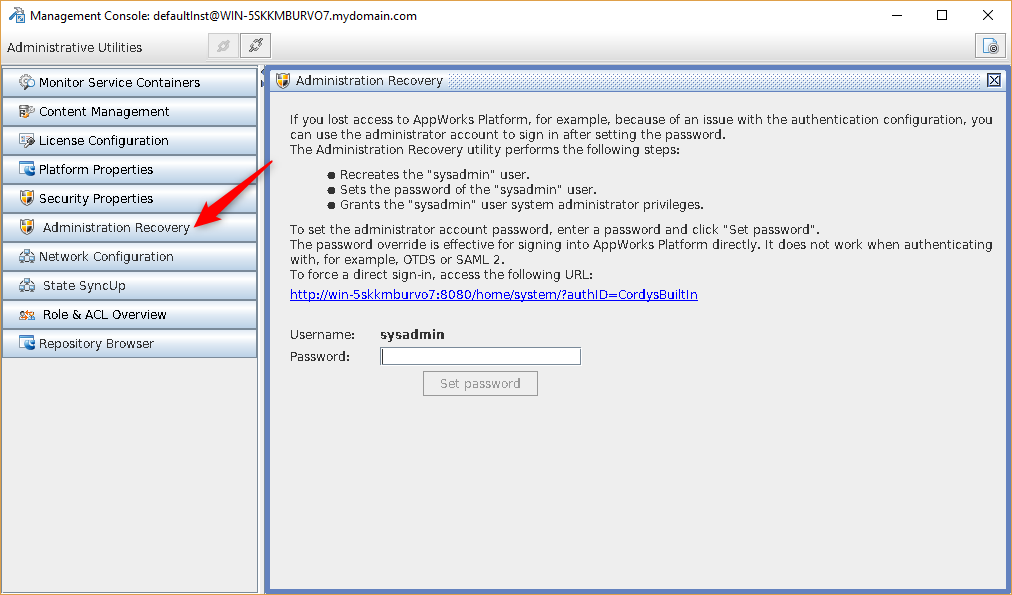 Management Console: defaultInst@WIN-5SKKMBURVO7.mydomain.com
Administrative Utilities
Monitor Service Containers
Content Management
License Configuration
Platform Properties
Security Properties
Administration Recovery
Network Configuration
State SyncUp
Role & ACL Overview
Repository Browser
Administration Recovery
If you lost access to AppWorks Platform, for example, because of an issue with the authentication configuration, you
can use the administrator account to sign in after setting the password.
The Administration Recovery utility performs the following steps:
● Recreates the "sysadmin" user.
● Sets the password of the "sysadmin" user.
● Grants the "sysadmin" user system administrator privileges.
To set the administrator account password, enter a password and click "Set password".
The password override is effective for signing into AppWorks Platform directly. It does not work when authenticating
with, for example, OTDS or SAML 2.
To force a direct sign-in, access the following URL:
http://win-5skkmburvo7:8080/home/system/?authID=CordysBuiltIn
Username: sysadmin
Password:
Set password